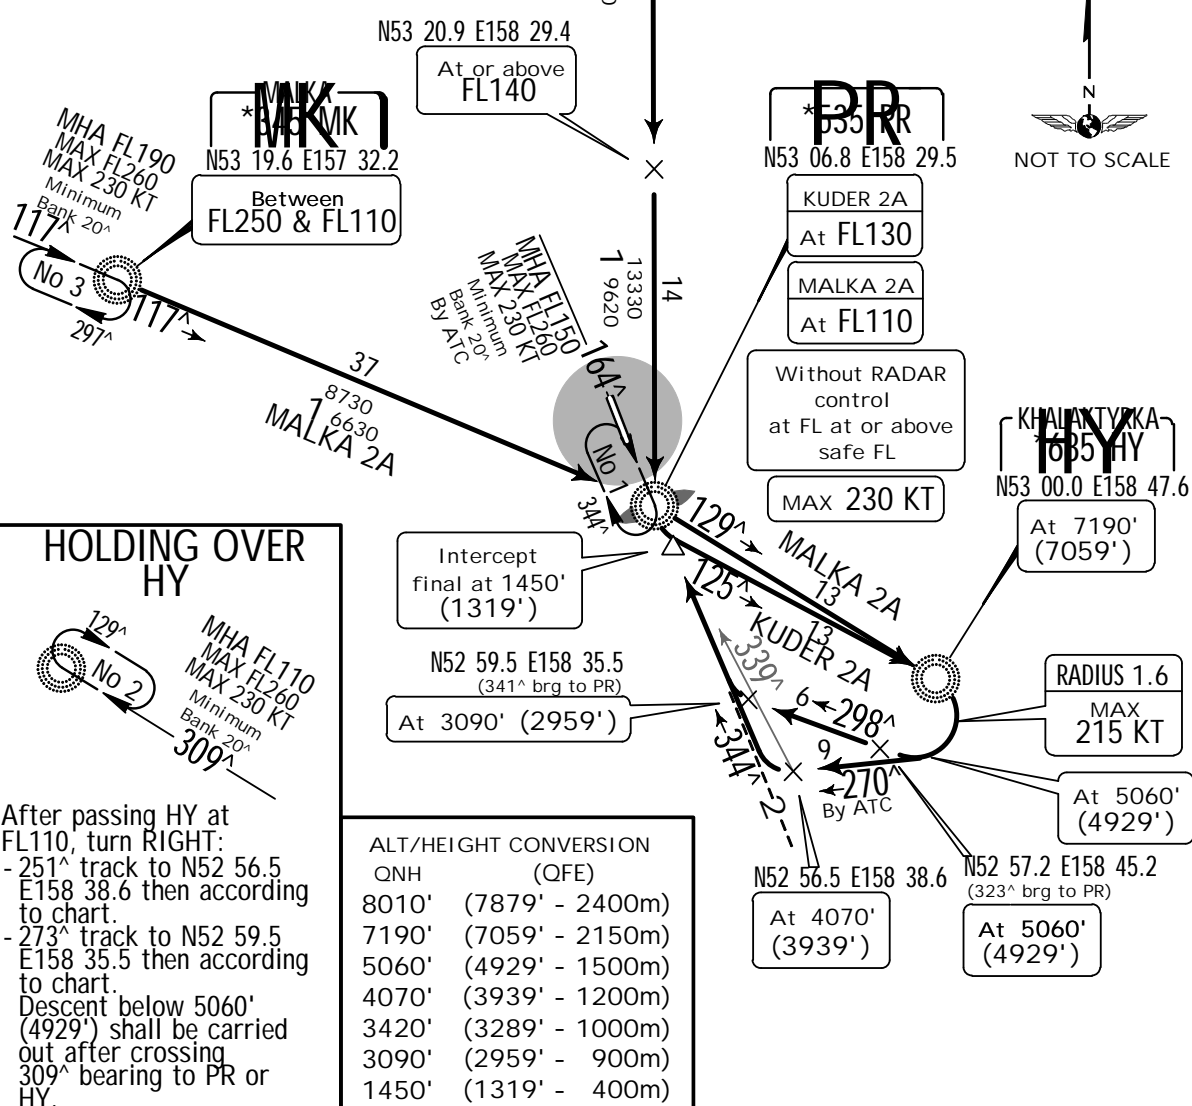 N53 20.9 E158 29.4
At or above
FL140
MALKA
*345 MK
MK
N53 19.6 E157 32.2
Between
FL250 & FL110
MHA FL190
MAX FL260
MAX 230 KT
Minimum
Bank 20^
117^
No 3
297^
117^
37
8730
1 6630
MALKA 2A
14
13330
1 9620
MHA FL150
MAX FL260
MAX 230 KT
Minimum
Bank 20^
By ATC
164^
No 1
344^
PR
*535 PR
N53 06.8 E158 29.5
KUDER 2A
At FL130
MALKA 2A
At FL110
Without RADAR
control
at FL at or above
safe FL
MAX 230 KT
N
NOT TO SCALE
KHALAKTYRKA
*635 HY
HY
N53 00.0 E158 47.6
At 7190'
(7059')
Intercept
final at 1450'
(1319')
129^
MALKA 2A
13
125^
13
KUDER 2A
N52 59.5 E158 35.5
(341^ brg to PR)
At 3090' (2959')
339^
344^
2
6
298^
9
270^
By ATC
RADIUS 1.6
MAX
215 KT
At 5060'
(4929')
N52 56.5 E158 38.6
At 4070'
(3939')
N52 57.2 E158 45.2
(323^ brg to PR)
At 5060'
(4929')
HOLDING OVER
HY
129^
No 2
MHA FL110
MAX FL260
MAX 230 KT
Minimum
Bank 20^
309^
After passing HY at
FL110, turn RIGHT:
- 251^ track to N52 56.5
E158 38.6 then according
to chart.
- 273^ track to N52 59.5
E158 35.5 then according
to chart.
Descent below 5060'
(4929') shall be carried
out after crossing
309^ bearing to PR or
HY.
ALT/HEIGHT CONVERSION
QNH (QFE)
8010' (7879' - 2400m)
7190' (7059' - 2150m)
5060' (4929' - 1500m)
4070' (3939' - 1200m)
3420' (3289' - 1000m)
3090' (2959' - 900m)
1450' (1319' - 400m)